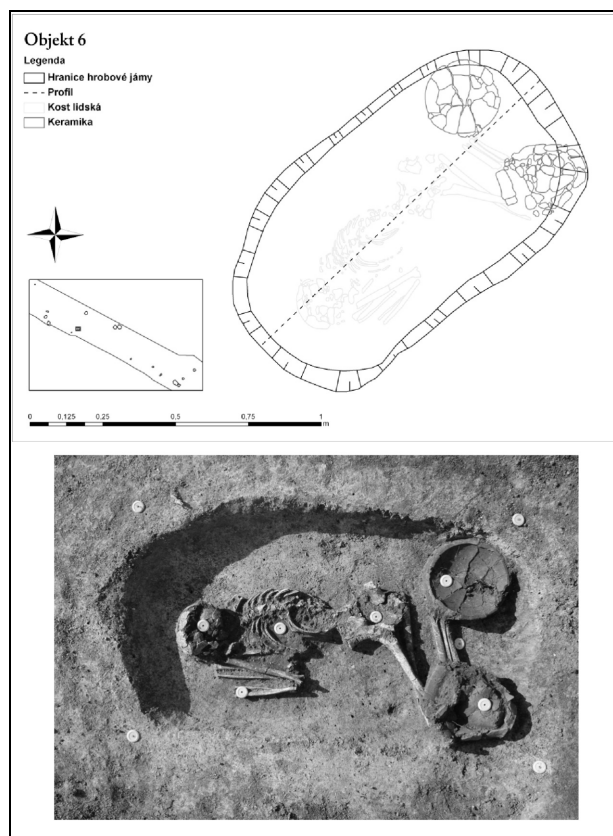 Objekt 6
Legenda
Hranice hrobové jámy
Profil
Kost lidská
Keramika
0 0,125 0,25 0,5 0,75 1
m